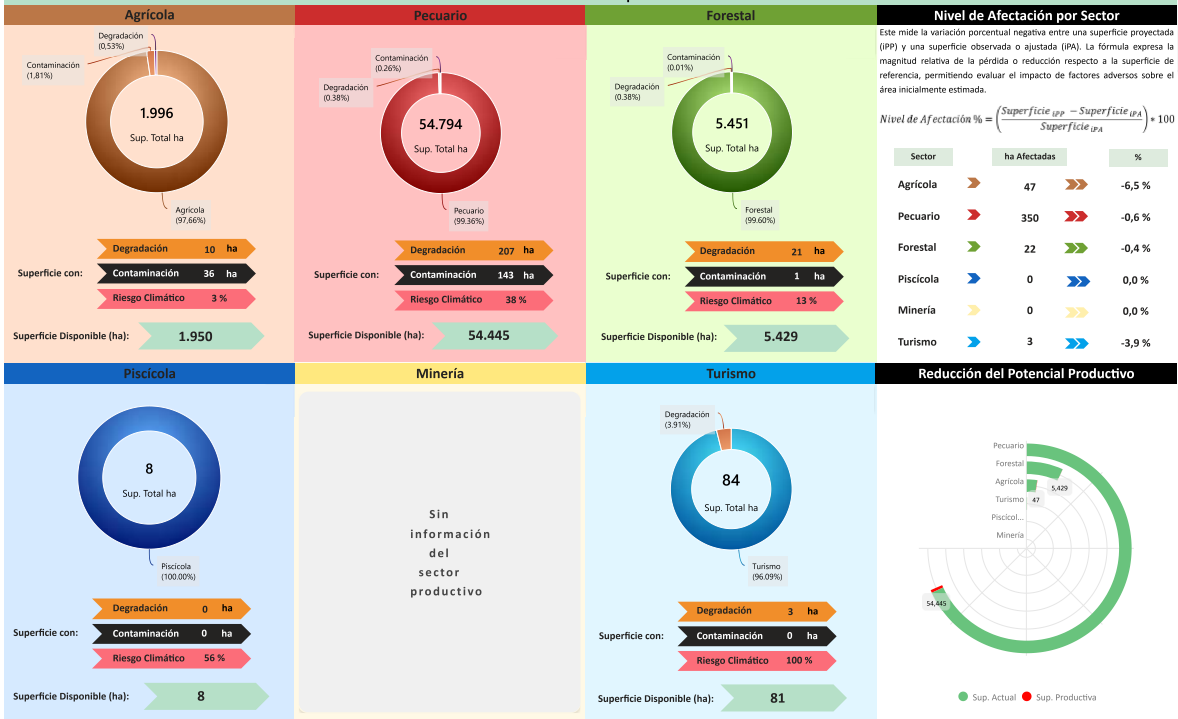 Agrícola
Degradación
(0,53%)
Contaminación
(1,81%)
1.996
Sup. Total ha
Agrícola
(97,66%)
Superficie con:
Degradación 10 ha
Contaminación 36 ha
Riesgo Climático 3 %
Superficie Disponible (ha): 1.950
Pecuario
Contaminación
(0.26%)
Degradación
(0.38%)
54.794
Sup. Total ha
Pecuario
(99.36%)
Superficie con:
Degradación 207 ha
Contaminación 143 ha
Riesgo Climático 38 %
Superficie Disponible (ha): 54.445
Forestal
Contaminación
(0.01%)
Degradación
(0.38%)
5.451
Sup. Total ha
Forestal
(99.60%)
Superficie con:
Degradación 21 ha
Contaminación 1 ha
Riesgo Climático 13 %
Superficie Disponible (ha): 5.429
Nivel de Afectación por Sector
Este mide la variación porcentual negativa entre una superficie proyectada
(iPP) y una superficie observada o ajustada (iPA). La fórmula expresa la
magnitud relativa de la pérdida o reducción respecto a la superficie de
referencia, permitiendo evaluar el impacto de factores adversos sobre el
área inicialmente estimada.
Nivel de Afectación % = (Superficie iPP − Superficie iPA / Superficie iPA) * 100
Sector ha Afectadas %
Agrícola 47 -6,5 %
Pecuario 350 -0,6 %
Forestal 22 -0,4 %
Piscícola 0 0,0 %
Minería 0 0,0 %
Turismo 3 -3,9 %
Piscícola
8
Sup. Total ha
Piscícola
(100.00%)
Superficie con:
Degradación 0 ha
Contaminación 0 ha
Riesgo Climático 56 %
Superficie Disponible (ha): 8
Minería
Sin
información
del
sector
productivo
Turismo
Degradación
(3.91%)
84
Sup. Total ha
Turismo
(96.09%)
Superficie con:
Degradación 3 ha
Contaminación 0 ha
Riesgo Climático 100 %
Superficie Disponible (ha): 81
Reducción del Potencial Productivo
Pecuario
Forestal
Agrícola
Turismo
Piscícol...
Minería
5,429
47
54,445
Sup. Actual Sup. Productiva